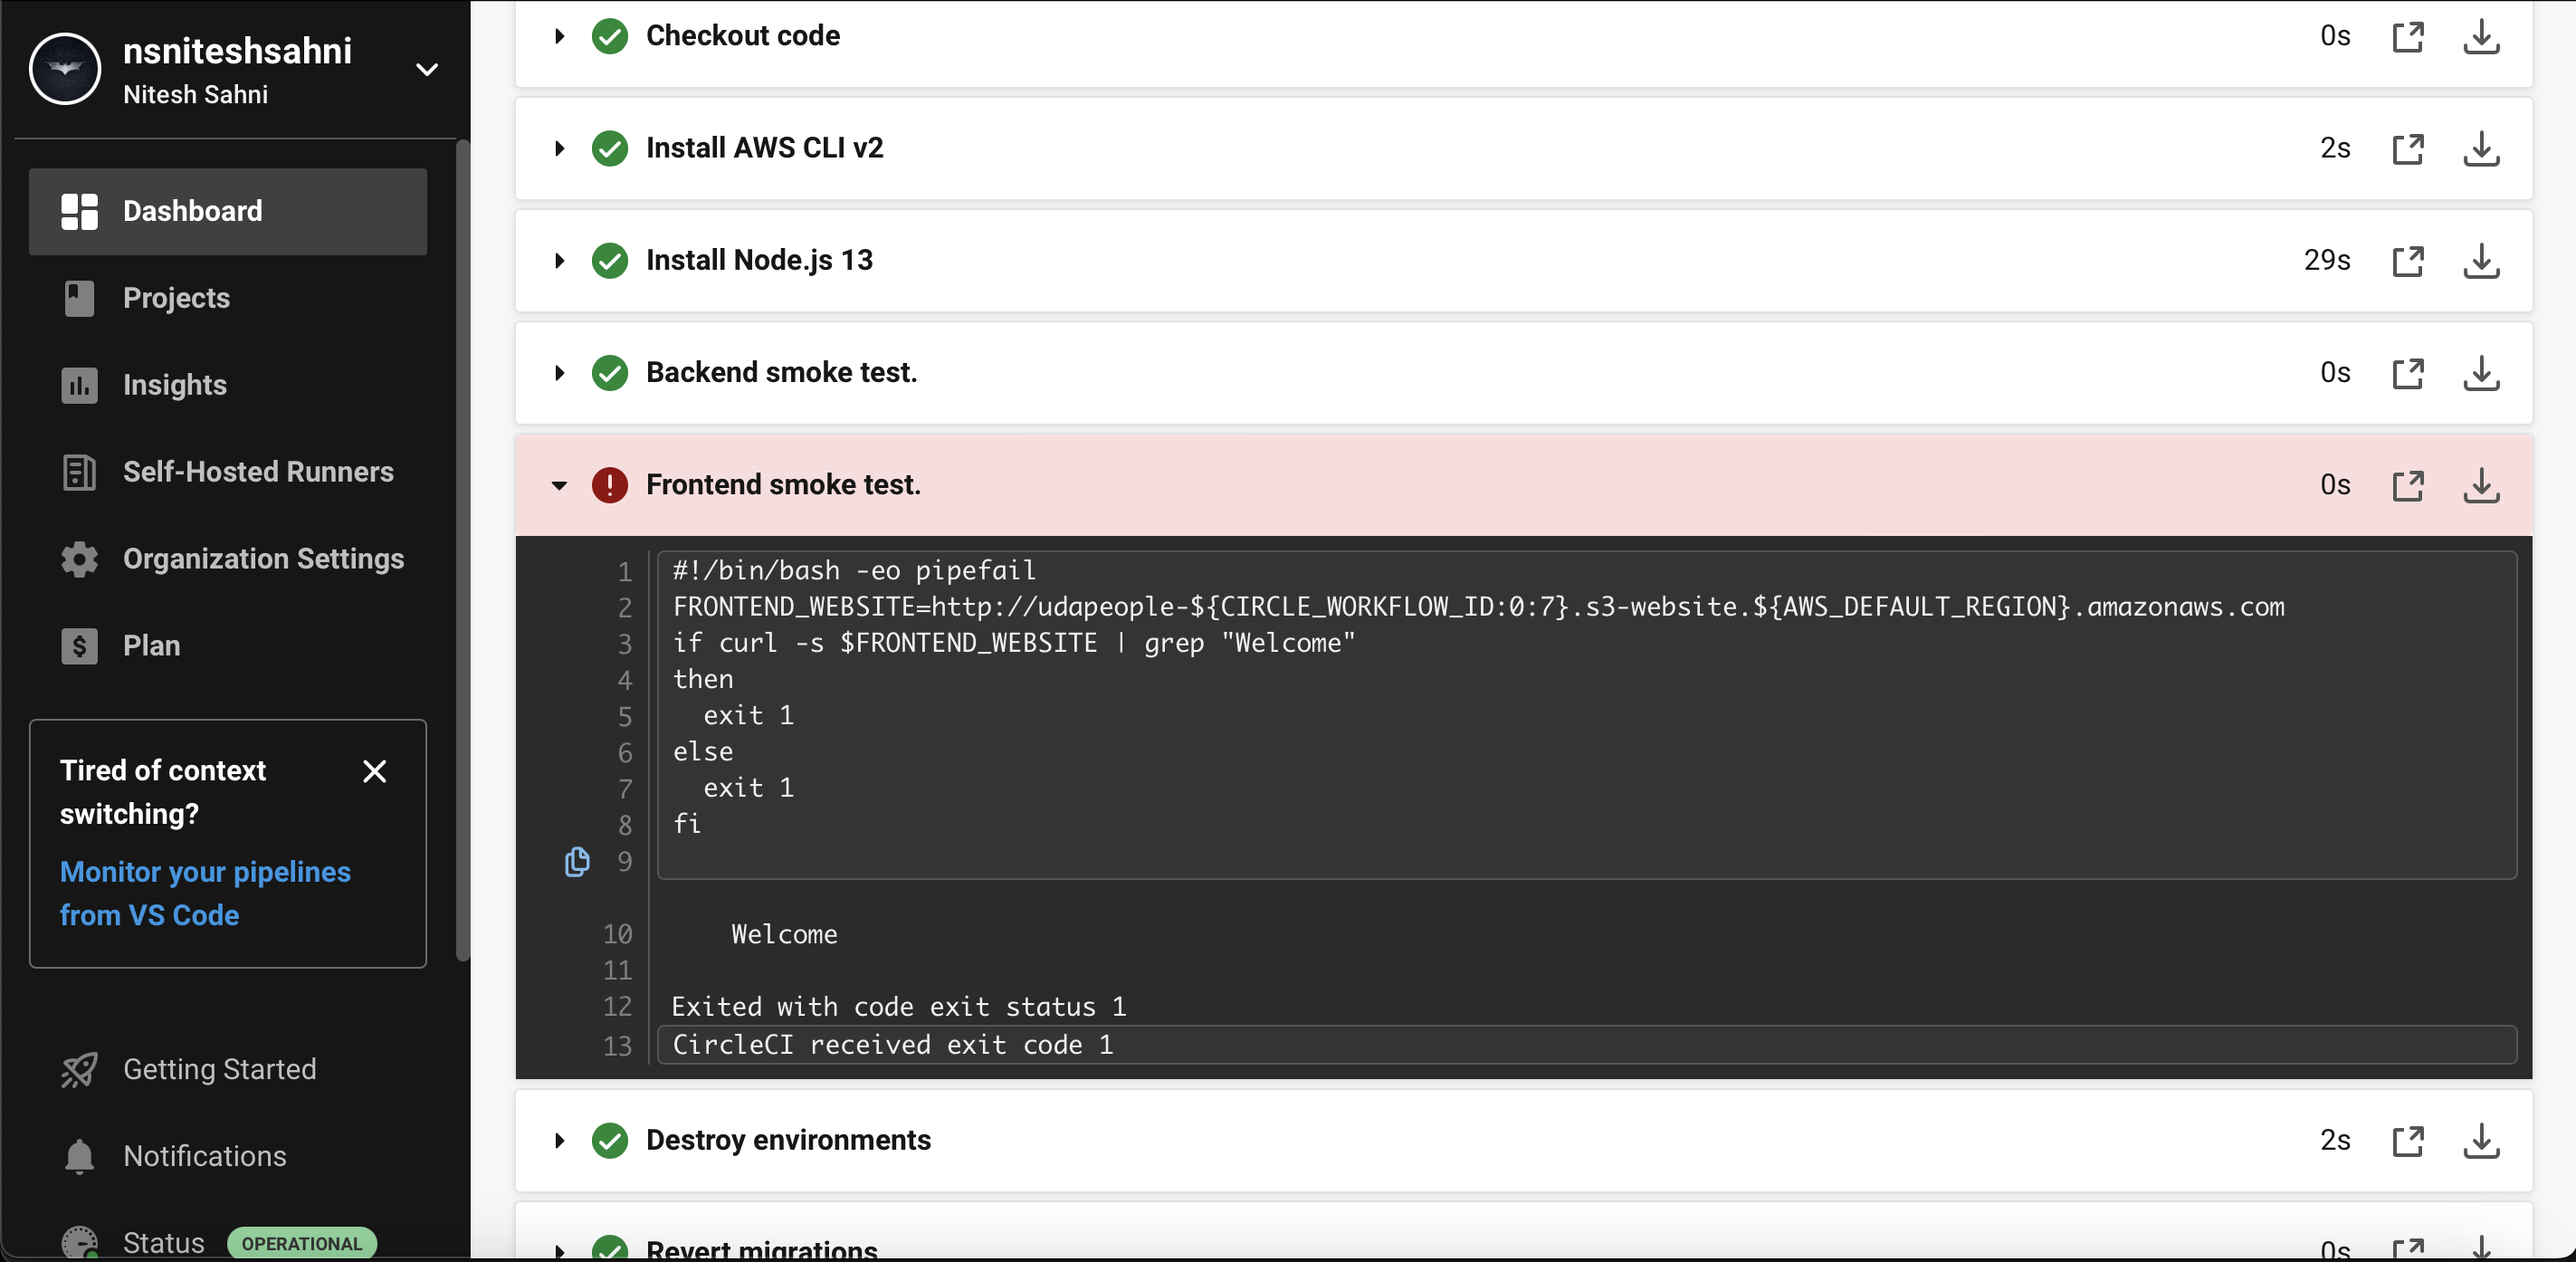 nsniteshsahni
Nitesh Sahni
Dashboard
Projects
Insights
Self-Hosted Runners
Organization Settings
Plan
Tired of context
switching?
Monitor your pipelines
from VS Code
Getting Started
Notifications
Status OPERATIONAL
Checkout code 0s
Install AWS CLI v2 2s
Install Node.js 13 29s
Backend smoke test. 0s
Frontend smoke test. 0s
1 #!/bin/bash -eo pipefail
2 FRONTEND_WEBSITE=http://udapeople-${CIRCLE_WORKFLOW_ID:0:7}.s3-website.${AWS_DEFAULT_REGION}.amazonaws.com
3 if curl -s $FRONTEND_WEBSITE | grep "Welcome"
4 then
5   exit 1
6 else
7   exit 1
8 fi
9
10     Welcome
11
12 Exited with code exit status 1
13 CircleCI received exit code 1
Destroy environments 2s
Revert migrations 0s